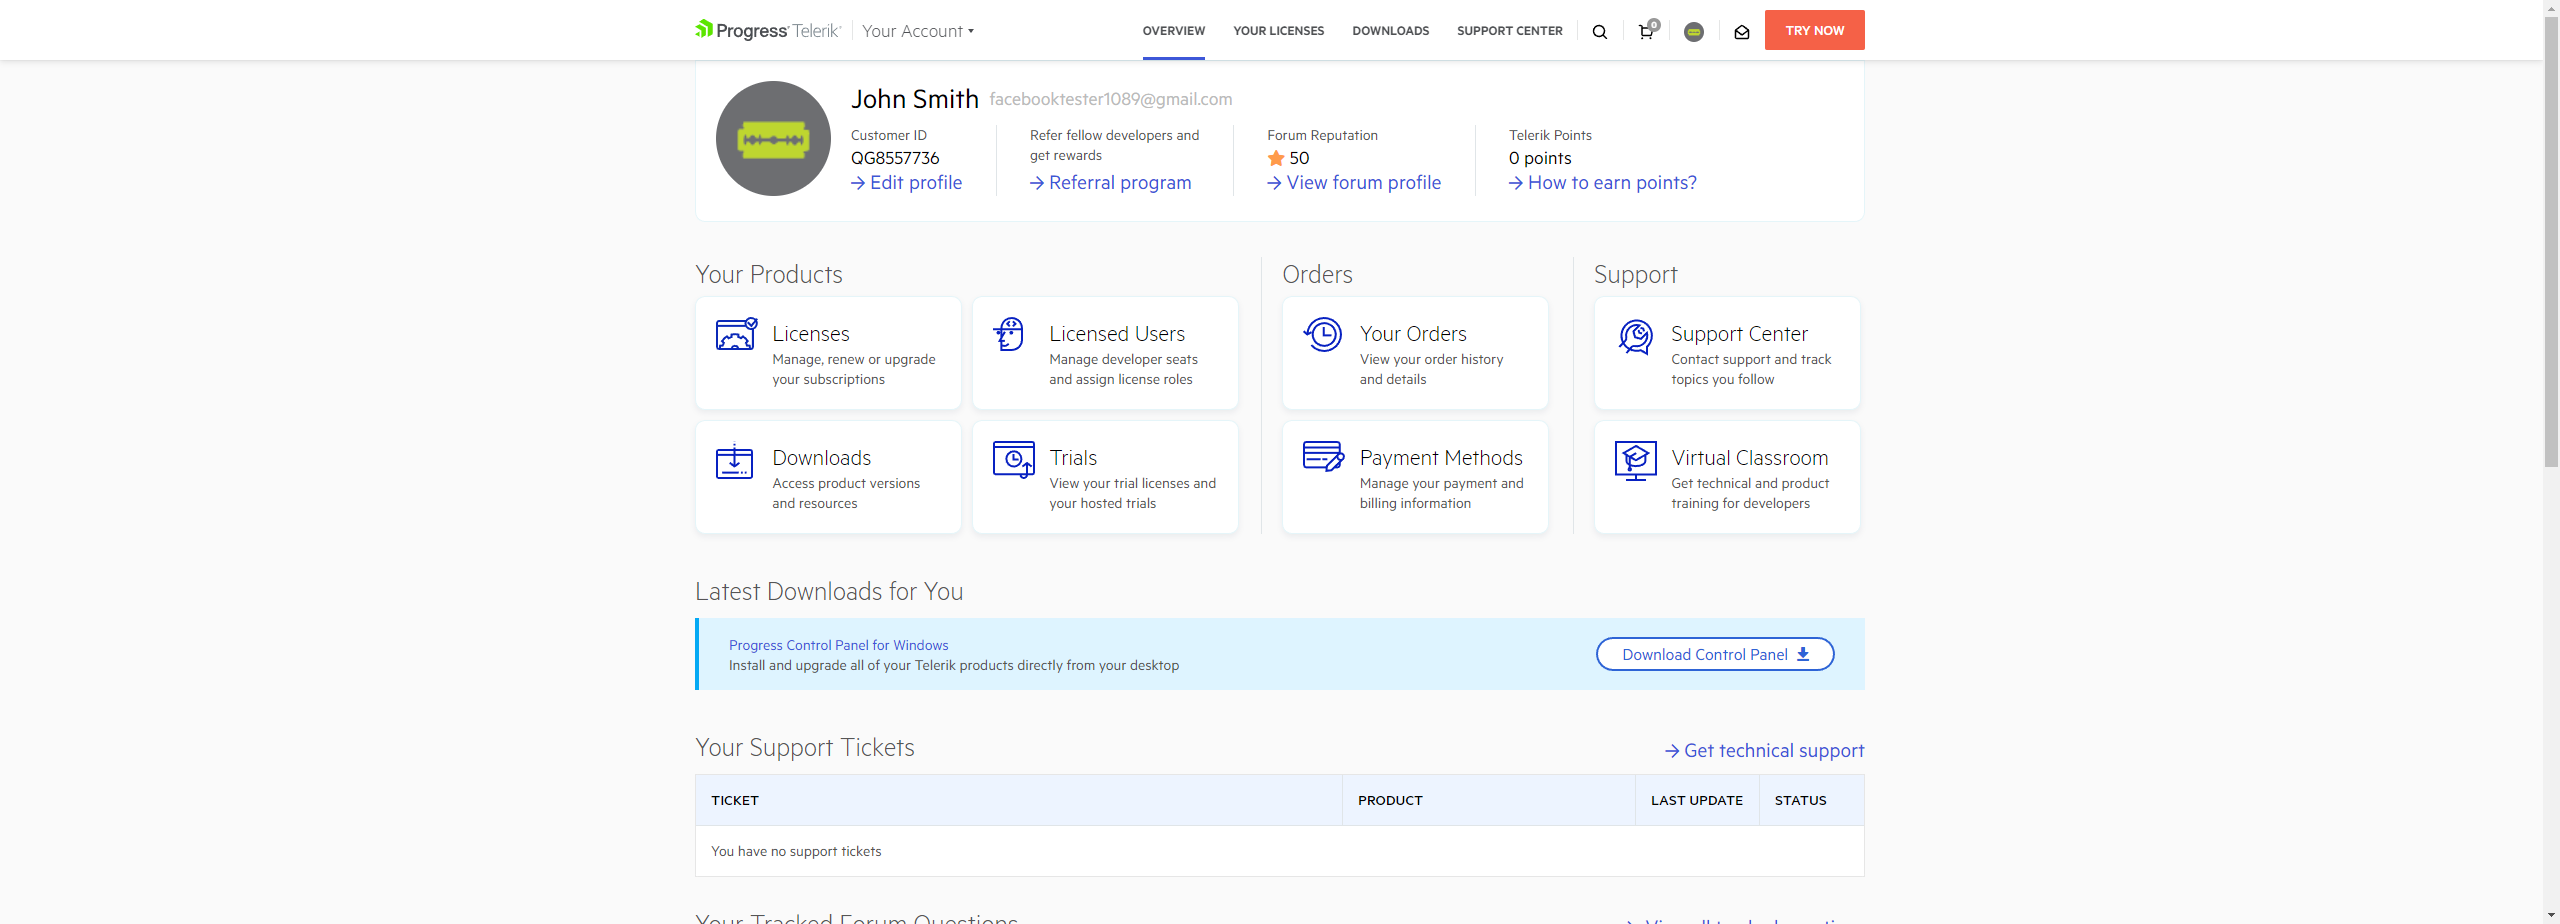 Progress Telerik
Your Account
OVERVIEW
YOUR LICENSES
DOWNLOADS
SUPPORT CENTER
0
TRY NOW
John Smith facebooktester1089@gmail.com
Customer ID
QG8557736
Edit profile
Refer fellow developers and
get rewards
Referral program
Forum Reputation
50
View forum profile
Telerik Points
0 points
How to earn points?
Your Products
Licenses
Manage, renew or upgrade
your subscriptions
Licensed Users
Manage developer seats
and assign license roles
Downloads
Access product versions
and resources
Trials
View your trial licenses and
your hosted trials
Orders
Your Orders
View your order history
and details
Payment Methods
Manage your payment and
billing information
Support
Support Center
Contact support and track
topics you follow
Virtual Classroom
Get technical and product
training for developers
Latest Downloads for You
Progress Control Panel for Windows
Install and upgrade all of your Telerik products directly from your desktop
Download Control Panel
Your Support Tickets
Get technical support
TICKET
PRODUCT
LAST UPDATE
STATUS
You have no support tickets
Your Tracked Forum Questions